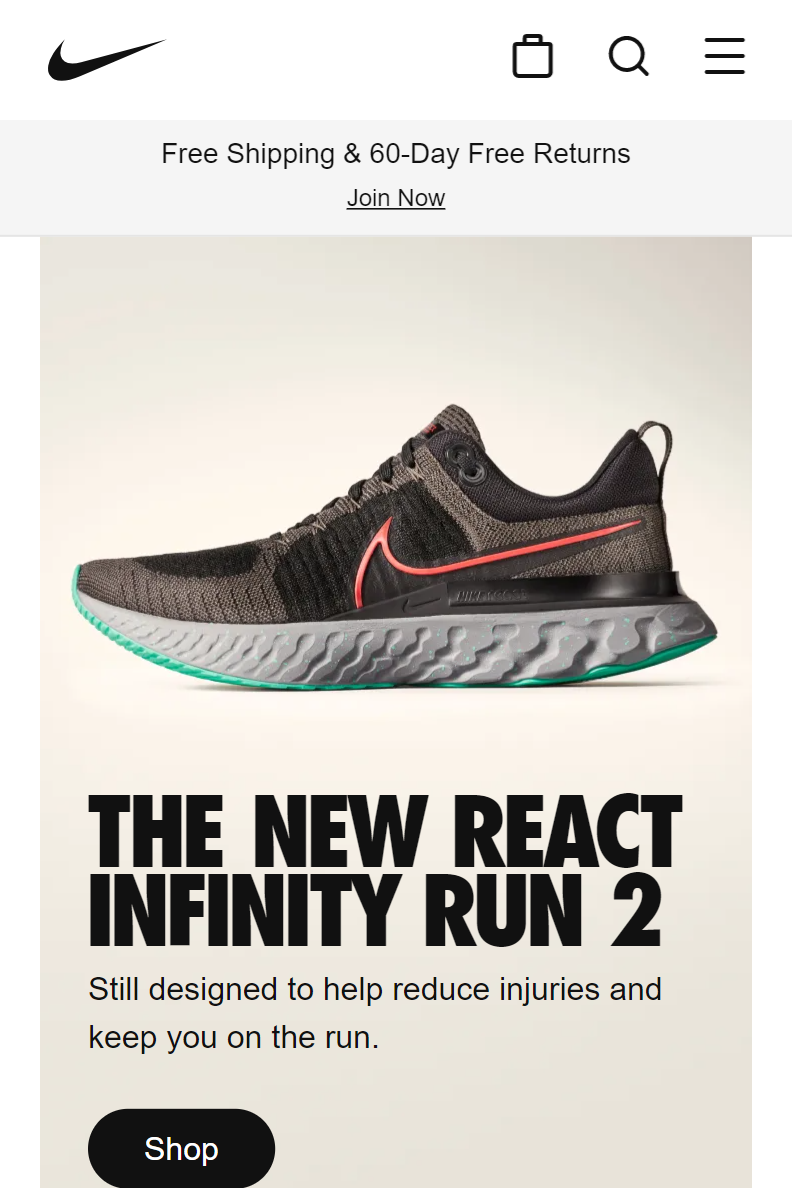 Free Shipping & 60-Day Free Returns
Join Now
THE NEW REACT
INFINITY RUN 2
Still designed to help reduce injuries and
keep you on the run.
Shop